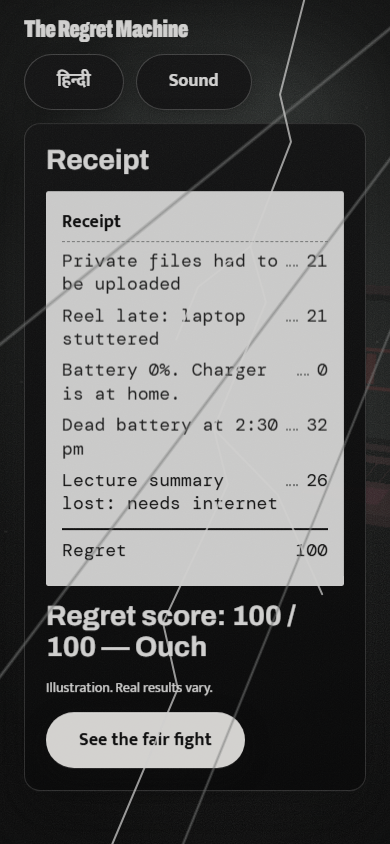 The Regret Machine
हिन्दी
Sound
Receipt
Receipt
Private files had to .... 21
be uploaded
Reel late: laptop .... 21
stuttered
Battery 0%. Charger .... 0
is at home.
Dead battery at 2:30 .... 32
pm
Lecture summary .... 26
lost: needs internet
Regret 100
Regret score: 100 /
100 — Ouch
Illustration. Real results vary.
See the fair fight